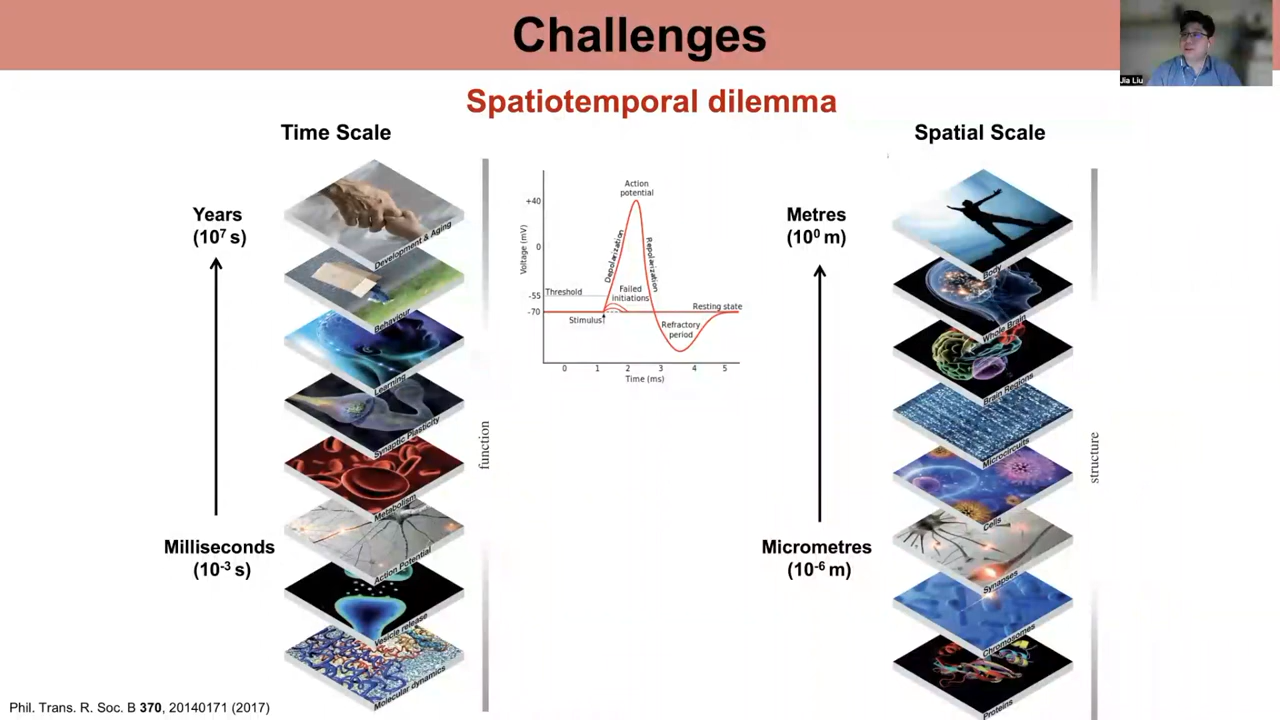 Challenges
Jia Liu
Spatiotemporal dilemma
Time Scale
Spatial Scale
Years
(10⁷ s)
Milliseconds
(10⁻³ s)
Development & Aging
Behaviour
Learning
Synaptic Plasticity
Metabolism
Action Potential
Vesicle release
Molecular dynamics
function
Action
potential
Voltage (mV)
+40
0
-55
-70
Depolarization
Repolarization
Threshold
Failed
initiations
Stimulus
Resting state
Refractory
period
0 1 2 3 4 5
Time (ms)
Metres
(10⁰ m)
Micrometres
(10⁻⁶ m)
Body
Whole Brain
Brain Regions
Microcircuits
Cells
Synapses
Chromosomes
Proteins
structure
Phil. Trans. R. Soc. B 370, 20140171 (2017)